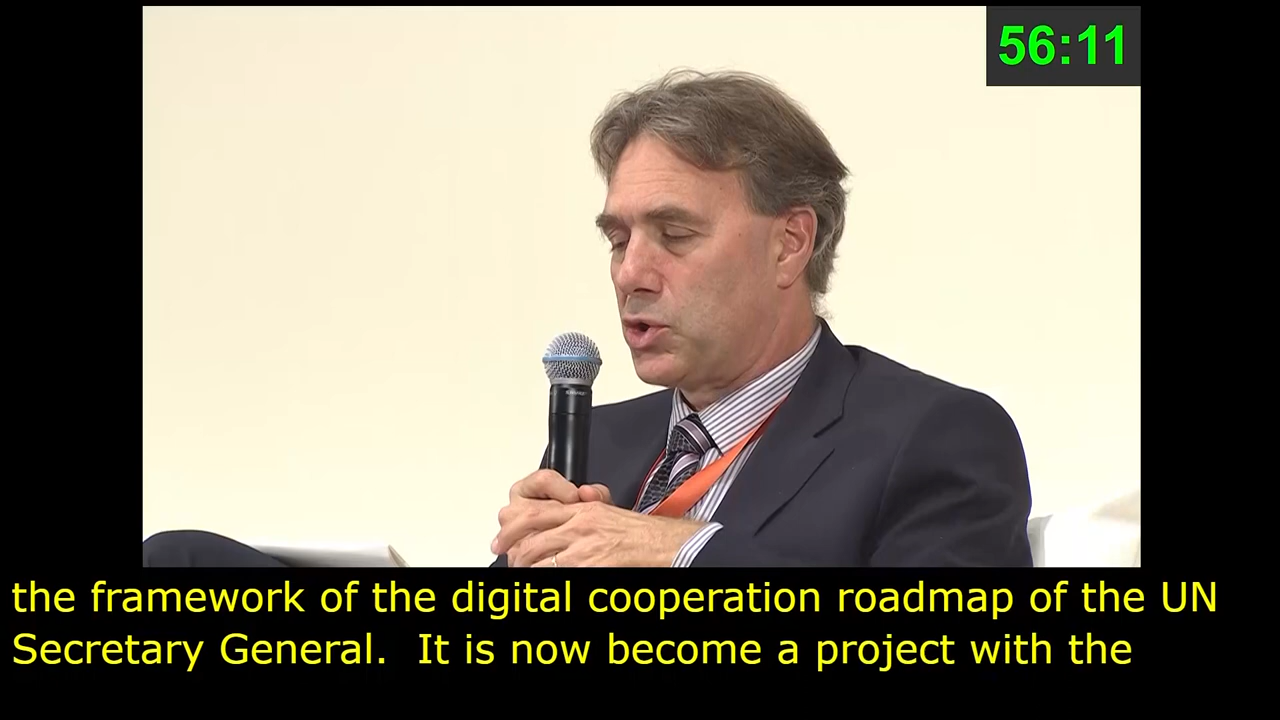 56:11
the framework of the digital cooperation roadmap of the UN
Secretary General.  It is now become a project with the